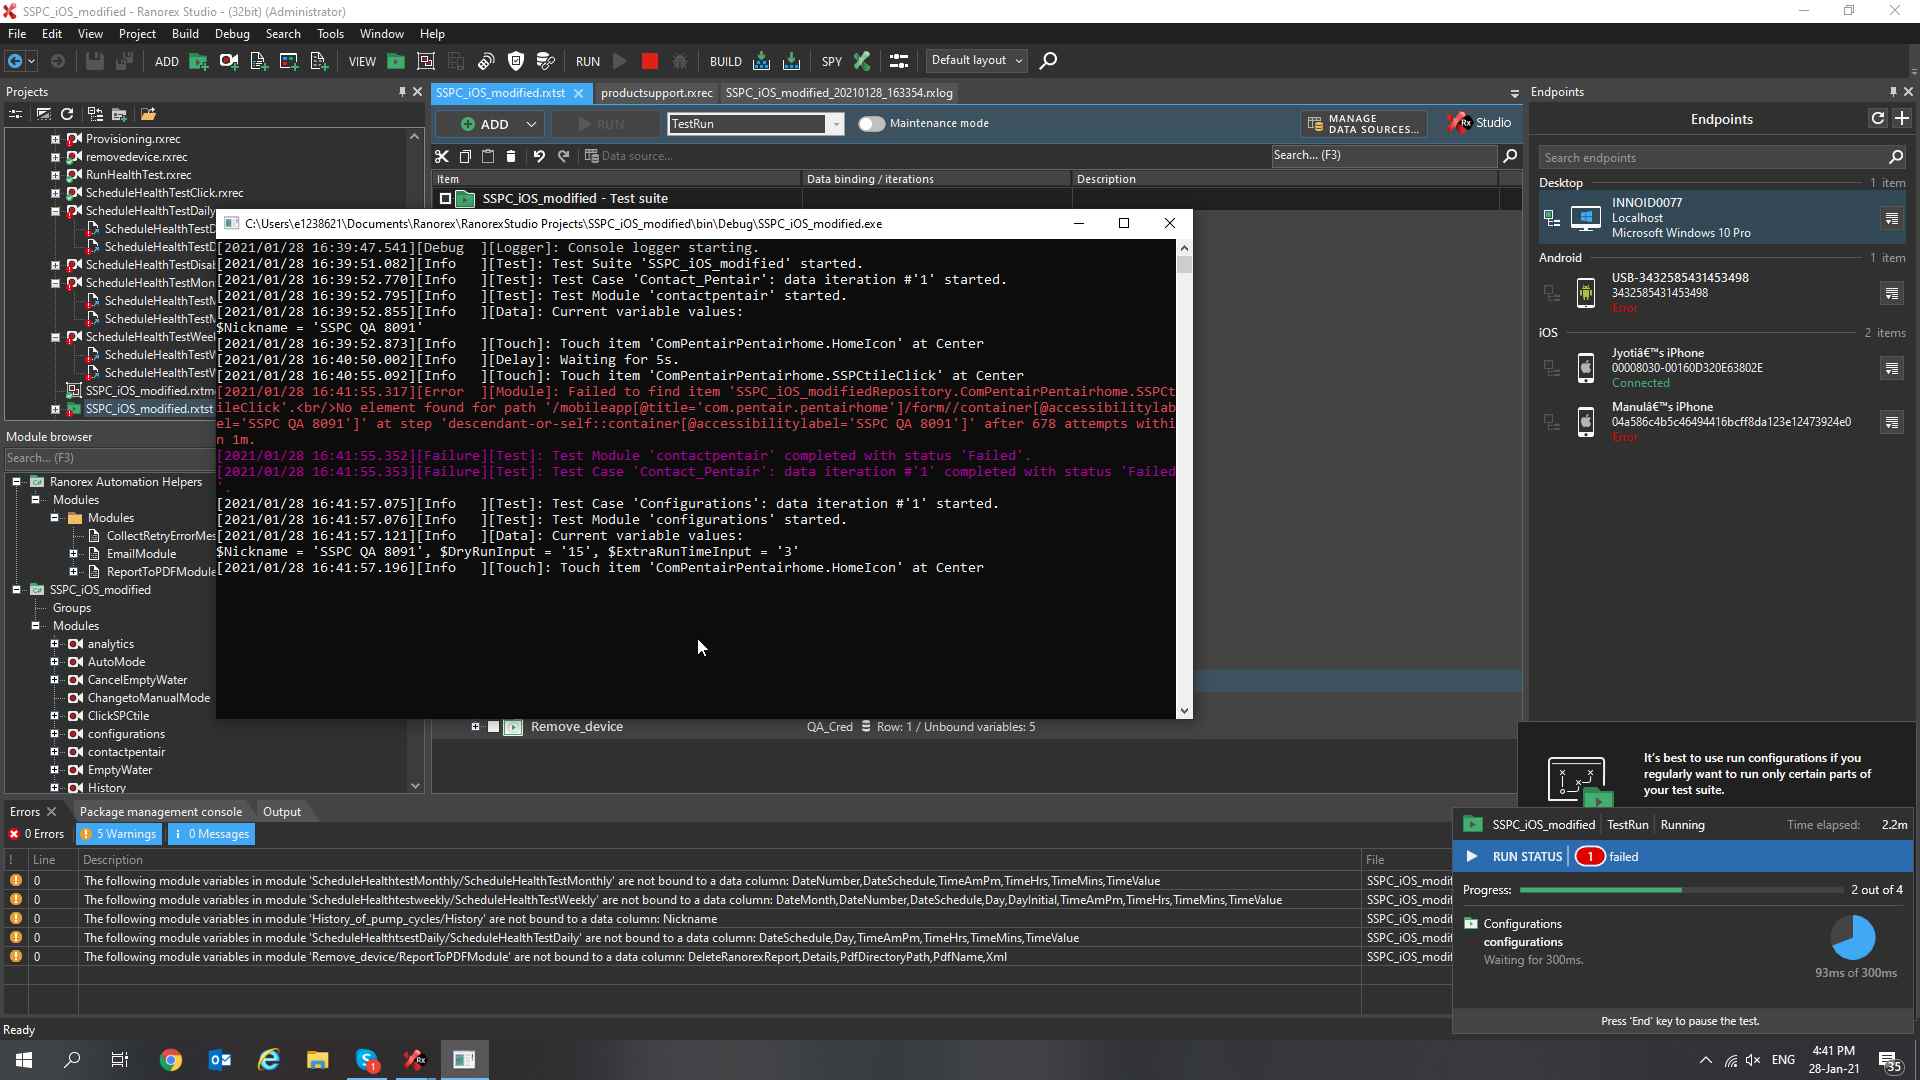 SSPC_iOS_modified - Ranorex Studio - (32bit) (Administrator)
File Edit View Project Build Debug Search Tools Window Help
ADD VIEW RUN BUILD SPY Default layout
Projects
Provisioning.rxrec
removedevice.rxrec
RunHealthTest.rxrec
ScheduleHealthTestClick.rxrec
ScheduleHealthTestDaily
ScheduleHealthTestD
ScheduleHealthTestD
ScheduleHealthTestDisal
ScheduleHealthTestMon
ScheduleHealthTestM
ScheduleHealthTestM
ScheduleHealthTestWeel
ScheduleHealthTestW
ScheduleHealthTestW
SSPC_iOS_modified.rxtm
SSPC_iOS_modified.rxtst
Module browser
Search... (F3)
Ranorex Automation Helpers
Modules
Modules
CollectRetryErrorMes
EmailModule
ReportToPDFModule
SSPC_iOS_modified
Groups
Modules
analytics
AutoMode
CancelEmptyWater
ChangetoManualMode
ClickSPCtile
configurations
contactpentair
EmptyWater
History
SSPC_iOS_modified.rxtst productsupport.rxrec SSPC_iOS_modified_20210128_163354.rxlog
ADD RUN TestRun Maintenance mode MANAGE
DATA SOURCES... Rx Studio
Data source... Search... (F3)
Item Data binding / iterations Description
SSPC_iOS_modified - Test suite
C:\Users\e1238621\Documents\Ranorex\RanorexStudio Projects\SSPC_iOS_modified\bin\Debug\SSPC_iOS_modified.exe
[2021/01/28 16:39:47.541][Debug  ][Logger]: Console logger starting.
[2021/01/28 16:39:51.082][Info   ][Test]: Test Suite 'SSPC_iOS_modified' started.
[2021/01/28 16:39:52.770][Info   ][Test]: Test Case 'Contact_Pentair': data iteration #'1' started.
[2021/01/28 16:39:52.795][Info   ][Test]: Test Module 'contactpentair' started.
[2021/01/28 16:39:52.855][Info   ][Data]: Current variable values:
$Nickname = 'SSPC QA 8091'
[2021/01/28 16:39:52.873][Info   ][Touch]: Touch item 'ComPentairPentairhome.HomeIcon' at Center
[2021/01/28 16:40:50.002][Info   ][Delay]: Waiting for 5s.
[2021/01/28 16:40:55.092][Info   ][Touch]: Touch item 'ComPentairPentairhome.SSPCtileClick' at Center
[2021/01/28 16:41:55.317][Error  ][Module]: Failed to find item 'SSPC_iOS_modifiedRepository.ComPentairPentairhome.SSPCt
ileClick'.<br/>No element found for path '/mobileapp[@title='com.pentair.pentairhome']/form//container[@accessibilitylab
el='SSPC QA 8091']' at step 'descendant-or-self::container[@accessibilitylabel='SSPC QA 8091']' after 678 attempts withi
n 1m.
[2021/01/28 16:41:55.352][Failure][Test]: Test Module 'contactpentair' completed with status 'Failed'.
[2021/01/28 16:41:55.353][Failure][Test]: Test Case 'Contact_Pentair': data iteration #'1' completed with status 'Failed
'.
[2021/01/28 16:41:57.075][Info   ][Test]: Test Case 'Configurations': data iteration #'1' started.
[2021/01/28 16:41:57.076][Info   ][Test]: Test Module 'configurations' started.
[2021/01/28 16:41:57.121][Info   ][Data]: Current variable values:
$Nickname = 'SSPC QA 8091', $DryRunInput = '15', $ExtraRunTimeInput = '3'
[2021/01/28 16:41:57.196][Info   ][Touch]: Touch item 'ComPentairPentairhome.HomeIcon' at Center
Remove_device QA_Cred Row: 1 / Unbound variables: 5
Endpoints
Endpoints
Search endpoints
Desktop 1 item
INNOID0077
Localhost
Microsoft Windows 10 Pro
Android 1 item
USB-3432585431453498
3432585431453498
Error
iOS 2 items
Jyotiâ€™s iPhone
00008030-00160D320E63802E
Connected
Manulâ€™s iPhone
04a586c4b5c46494416bcff8da123e12473924e0
Error
It's best to use run configurations if you
regularly want to run only certain parts of
your test suite.
SSPC_iOS_modified TestRun Running Time elapsed: 2.2m
RUN STATUS 1 failed
Progress: 2 out of 4
Configurations
configurations
Waiting for 300ms.
93ms of 300ms
Press 'End' key to pause the test.
Errors Package management console Output
0 Errors 5 Warnings 0 Messages
! Line Description File
0 The following module variables in module 'ScheduleHealthtestMonthly/ScheduleHealthTestMonthly' are not bound to a data column: DateNumber,DateSchedule,TimeAmPm,TimeHrs,TimeMins,TimeValue SSPC_iOS_modif
0 The following module variables in module 'ScheduleHealthtestweekly/ScheduleHealthTestWeekly' are not bound to a data column: DateMonth,DateNumber,DateSchedule,Day,DayInitial,TimeAmPm,TimeHrs,TimeMins,TimeValue SSPC_iOS_modif
0 The following module variables in module 'History_of_pump_cycles/History' are not bound to a data column: Nickname SSPC_iOS_modif
0 The following module variables in module 'ScheduleHealthtsestDaily/ScheduleHealthTestDaily' are not bound to a data column: DateSchedule,Day,TimeAmPm,TimeHrs,TimeMins,TimeValue SSPC_iOS_modif
0 The following module variables in module 'Remove_device/ReportToPDFModule' are not bound to a data column: DeleteRanorexReport,Details,PdfDirectoryPath,PdfName,Xml SSPC_iOS_modif
Ready
ENG 4:41 PM
28-Jan-21 35